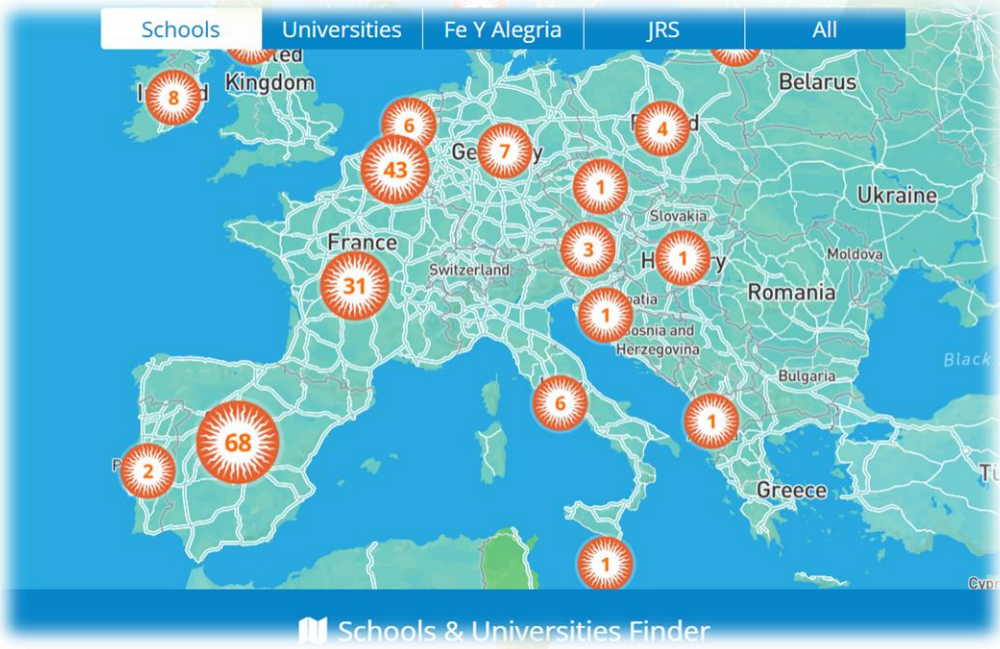 Schools Universities Fe Y Alegria JRS All
Kingdom
Belarus
8
6
4
7
43
1
Ukraine
Slovakia
France
3
1
Moldova
Switzerland
31
Romania
1
Bosnia and
Herzegovina
Black
Bulgaria
6
1
68
2
Greece
1
Schools & Universities Finder